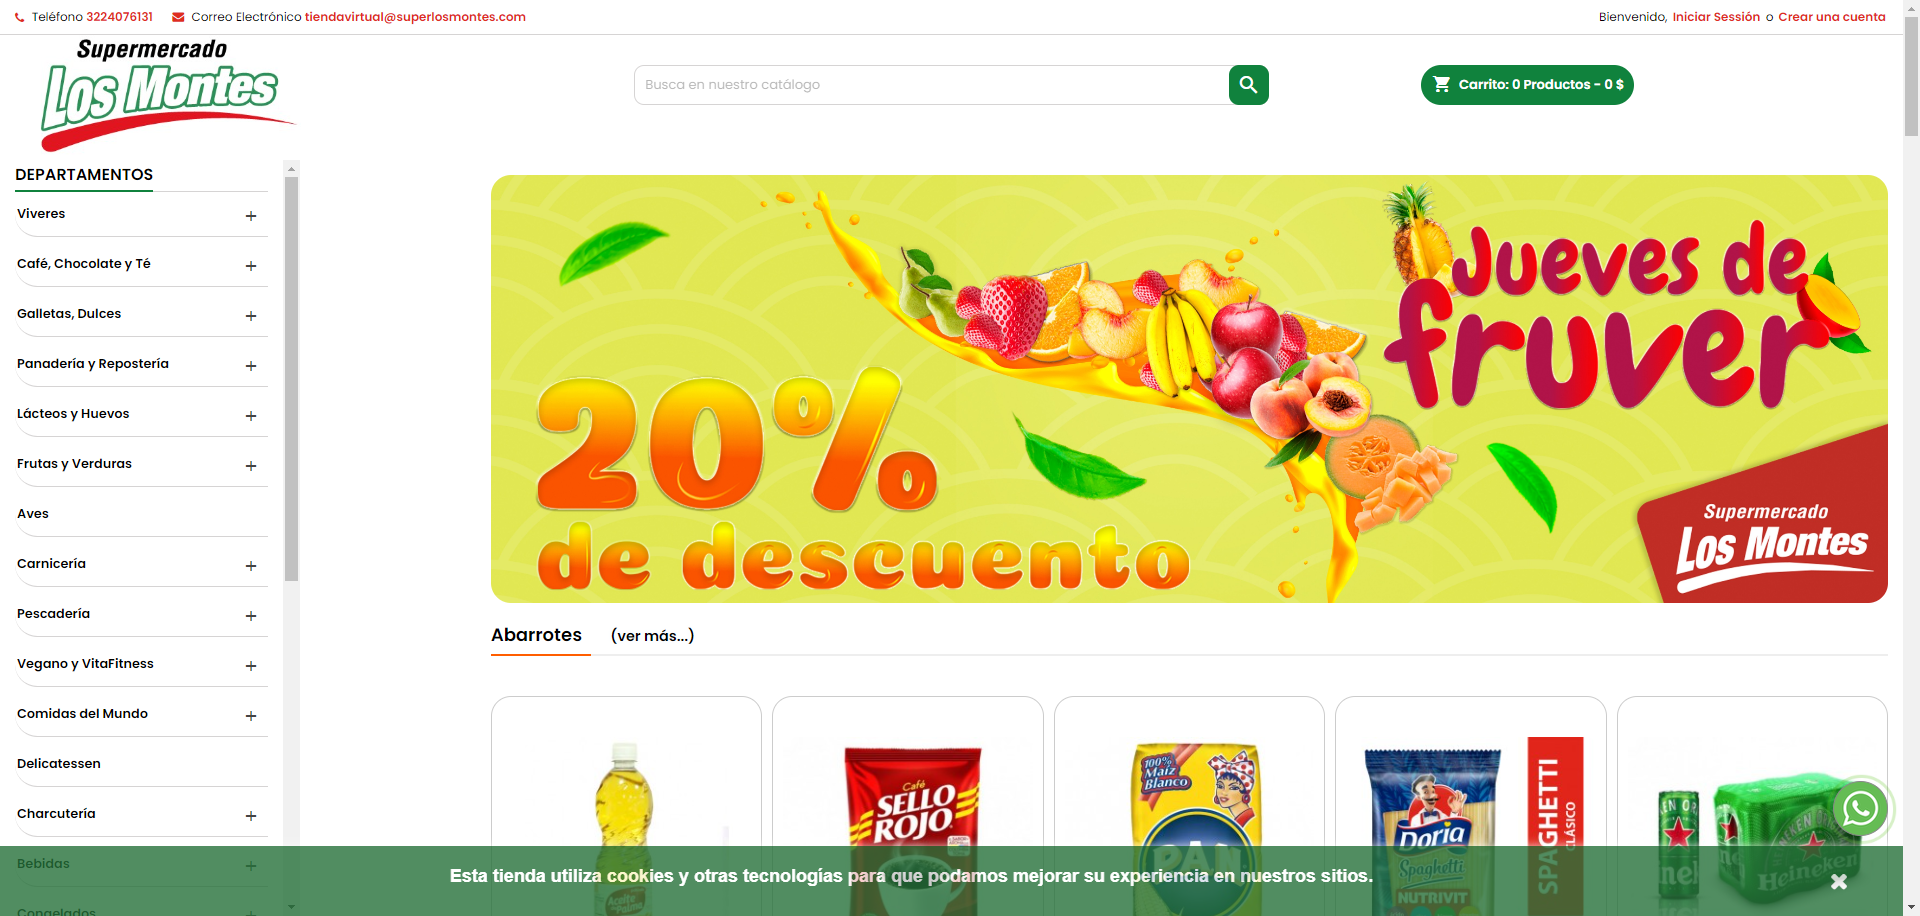 Teléfono 3224076131 Correo Electrónico tiendavirtual@superlosmontes.com
Bienvenido, Iniciar Sessión o Crear una cuenta
Supermercado
Los Montes
Busca en nuestro catálogo
Carrito: 0 Productos - 0 $
DEPARTAMENTOS
Viveres
Café, Chocolate y Té
Galletas, Dulces
Panadería y Repostería
Lácteos y Huevos
Frutas y Verduras
Aves
Carnicería
Pescadería
Vegano y VitaFitness
Comidas del Mundo
Delicatessen
Charcutería
Bebidas
Congelados
Jueves de
fruver
20%
de descuento
Supermercado
Los Montes
Abarrotes (ver más...)
Café
SELLO
ROJO
100%
Maíz
Blanco
PAN
Doria
Spaghetti
NUTRIVIT
SPAGHETTI
CLÁSICO
Heineken
Aceite
de Palma
Esta tienda utiliza cookies y otras tecnologías para que podamos mejorar su experiencia en nuestros sitios.